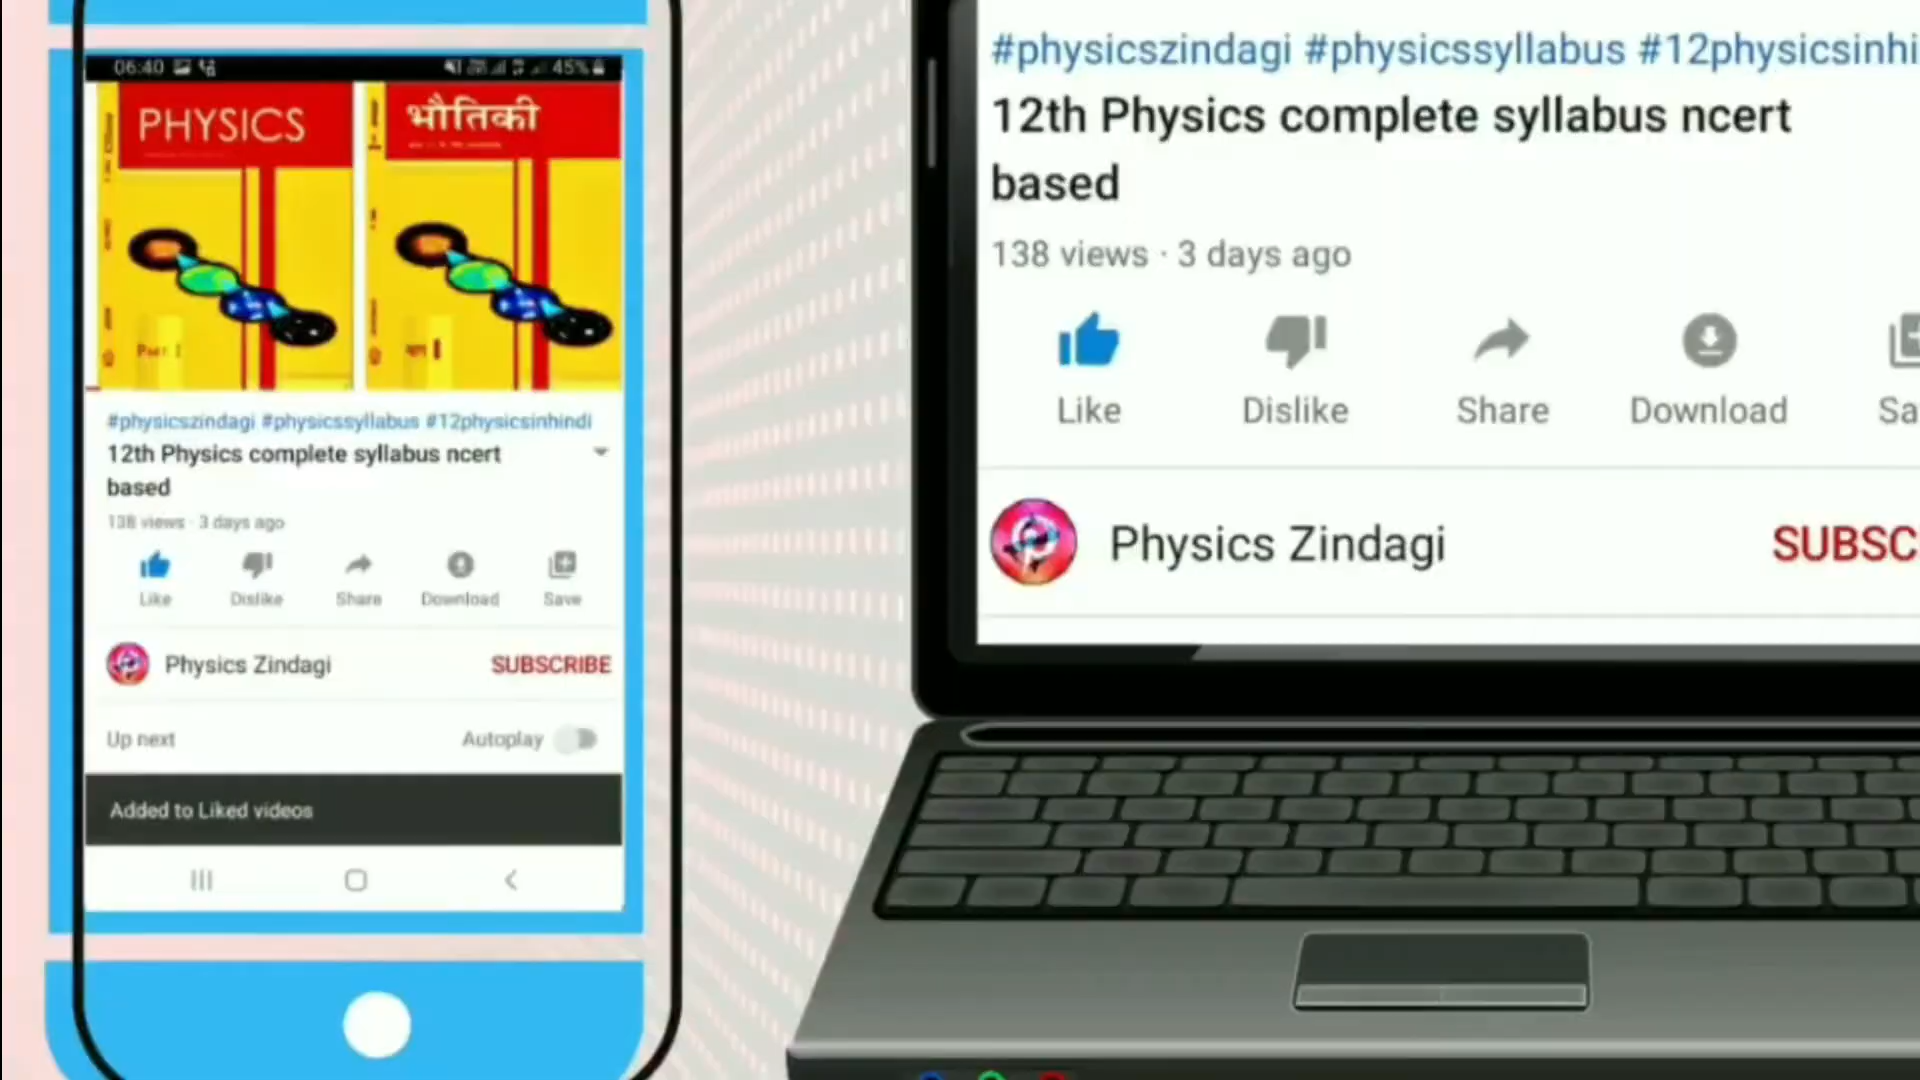 06:40 45%
PHYSICS
भौतिकी
Part I
भाग I
#physicszindagi #physicssyllabus #12physicsinhindi
12th Physics complete syllabus ncert
based
138 views · 3 days ago
Like Dislike Share Download Save
Physics Zindagi SUBSCRIBE
Up next Autoplay
Added to Liked videos
#physicszindagi #physicssyllabus #12physicsinhi
12th Physics complete syllabus ncert
based
138 views · 3 days ago
Like Dislike Share Download Sa
Physics Zindagi SUBSC